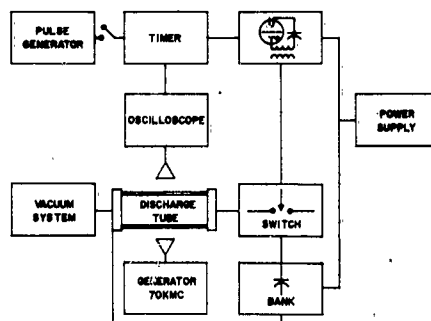 PULSE
GENERATOR
TIMER
OSCILLOSCOPE
POWER
SUPPLY
VACUUM
SYSTEM
DISCHARGE
TUBE
SWITCH
GENERATOR
70KMC
BANK